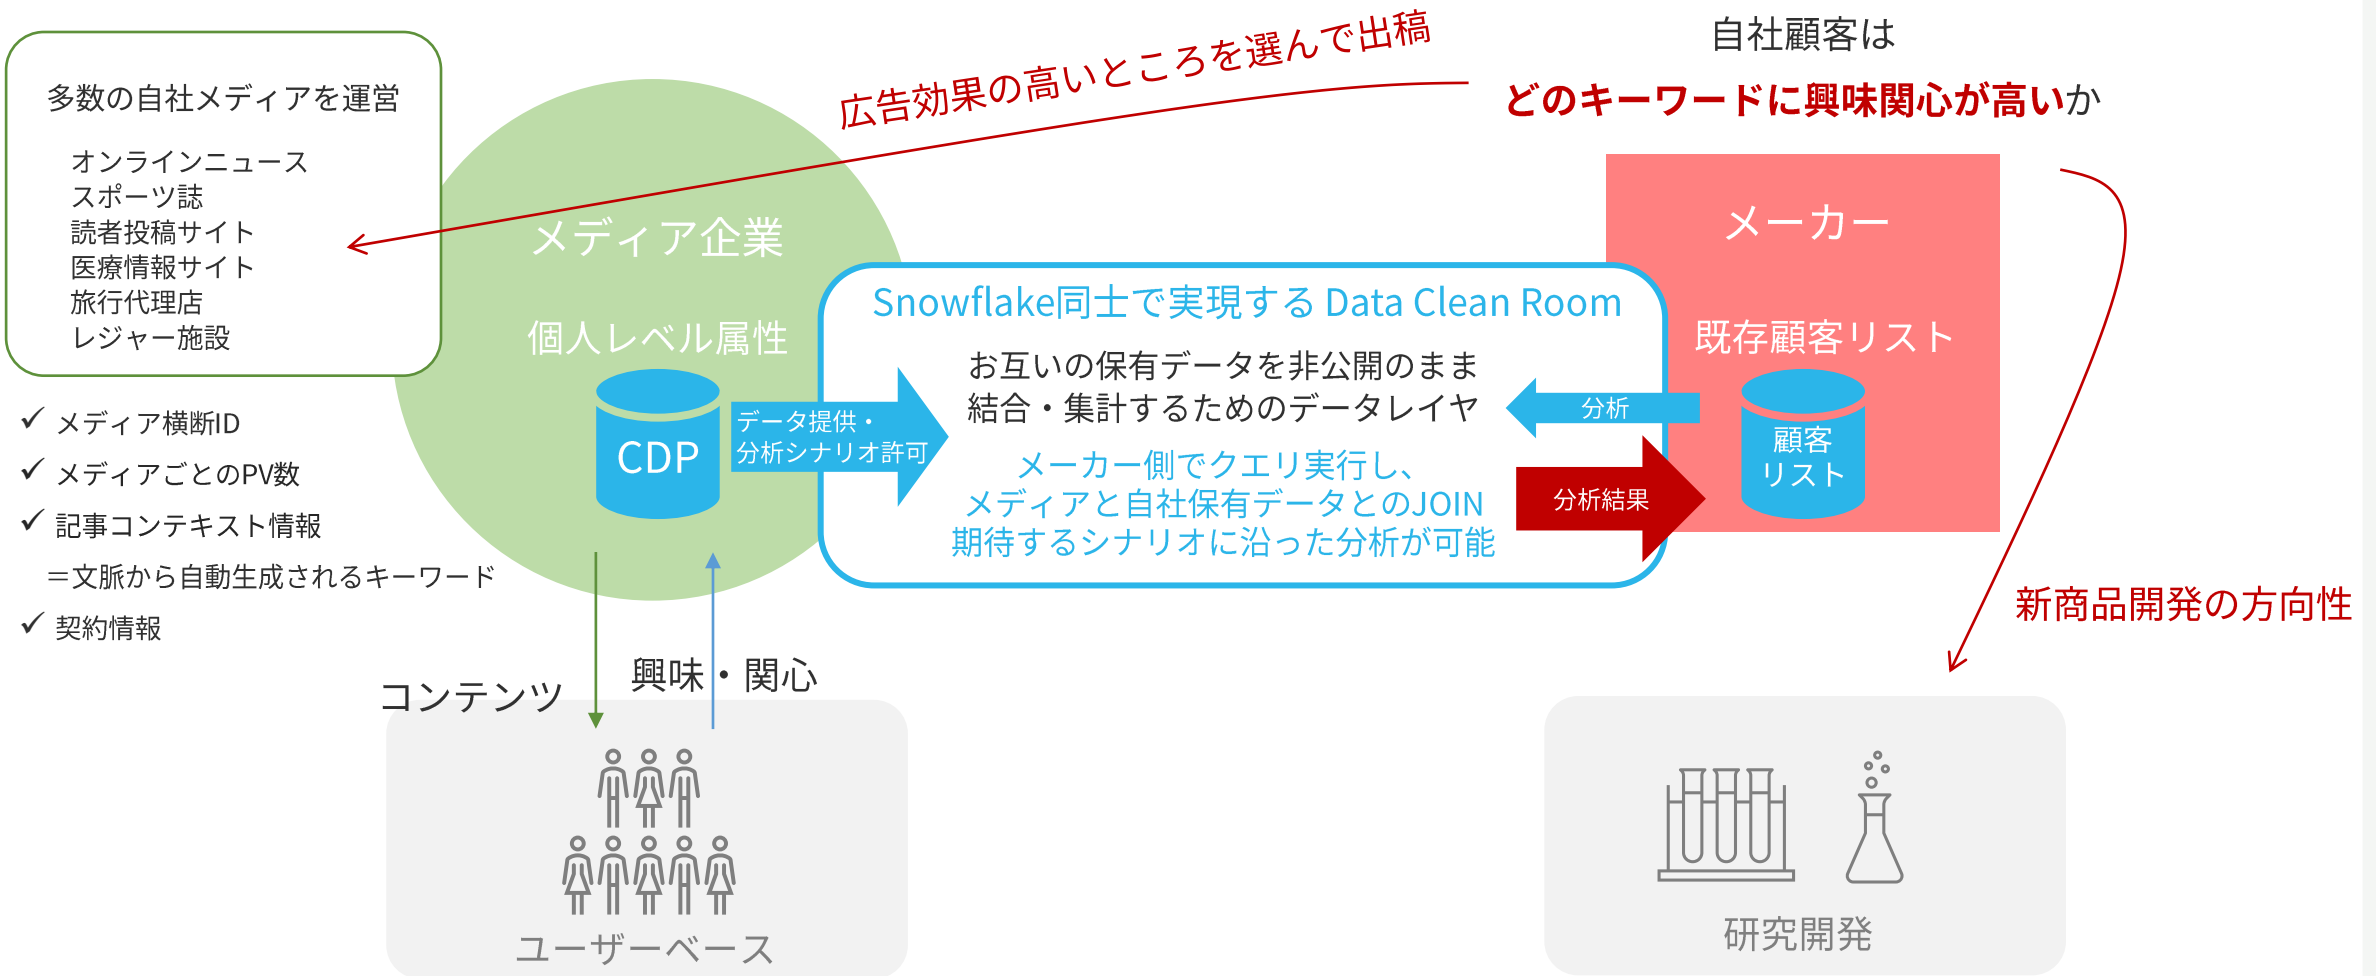 多数の自社メディアを運営
オンラインニュース
スポーツ誌
読者投稿サイト
医療情報サイト
旅行代理店
レジャー施設
メディア横断ID
メディアごとのPV数
記事コンテキスト情報
＝文脈から自動生成されるキーワード
契約情報
メディア企業
個人レベル属性
CDP
データ提供・
分析シナリオ許可
広告効果の高いところを選んで出稿
Snowflake同士で実現する Data Clean Room
お互いの保有データを非公開のまま
結合・集計するためのデータレイヤ
メーカー側でクエリ実行し、
メディアと自社保有データとのJOIN
期待するシナリオに沿った分析が可能
分析
分析結果
自社顧客は
どのキーワードに興味関心が高いか
メーカー
既存顧客リスト
顧客
リスト
新商品開発の方向性
コンテンツ
興味・関心
ユーザーベース
研究開発